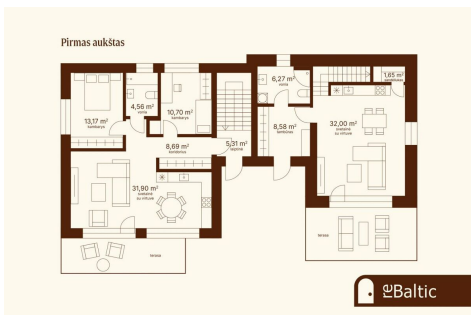 Pirmas aukštas
13,17 m²
kambarys
4,56 m²
vonia
10,70 m²
kambarys
8,69 m²
koridorius
5,31 m²
laiptinė
31,90 m²
svetainė
su virtuve
terasa
6,27 m²
vonia
8,58 m²
1,65 m²
sandėliukas
32,00 m²
svetainė
su virtuve
terasa
reBaltic